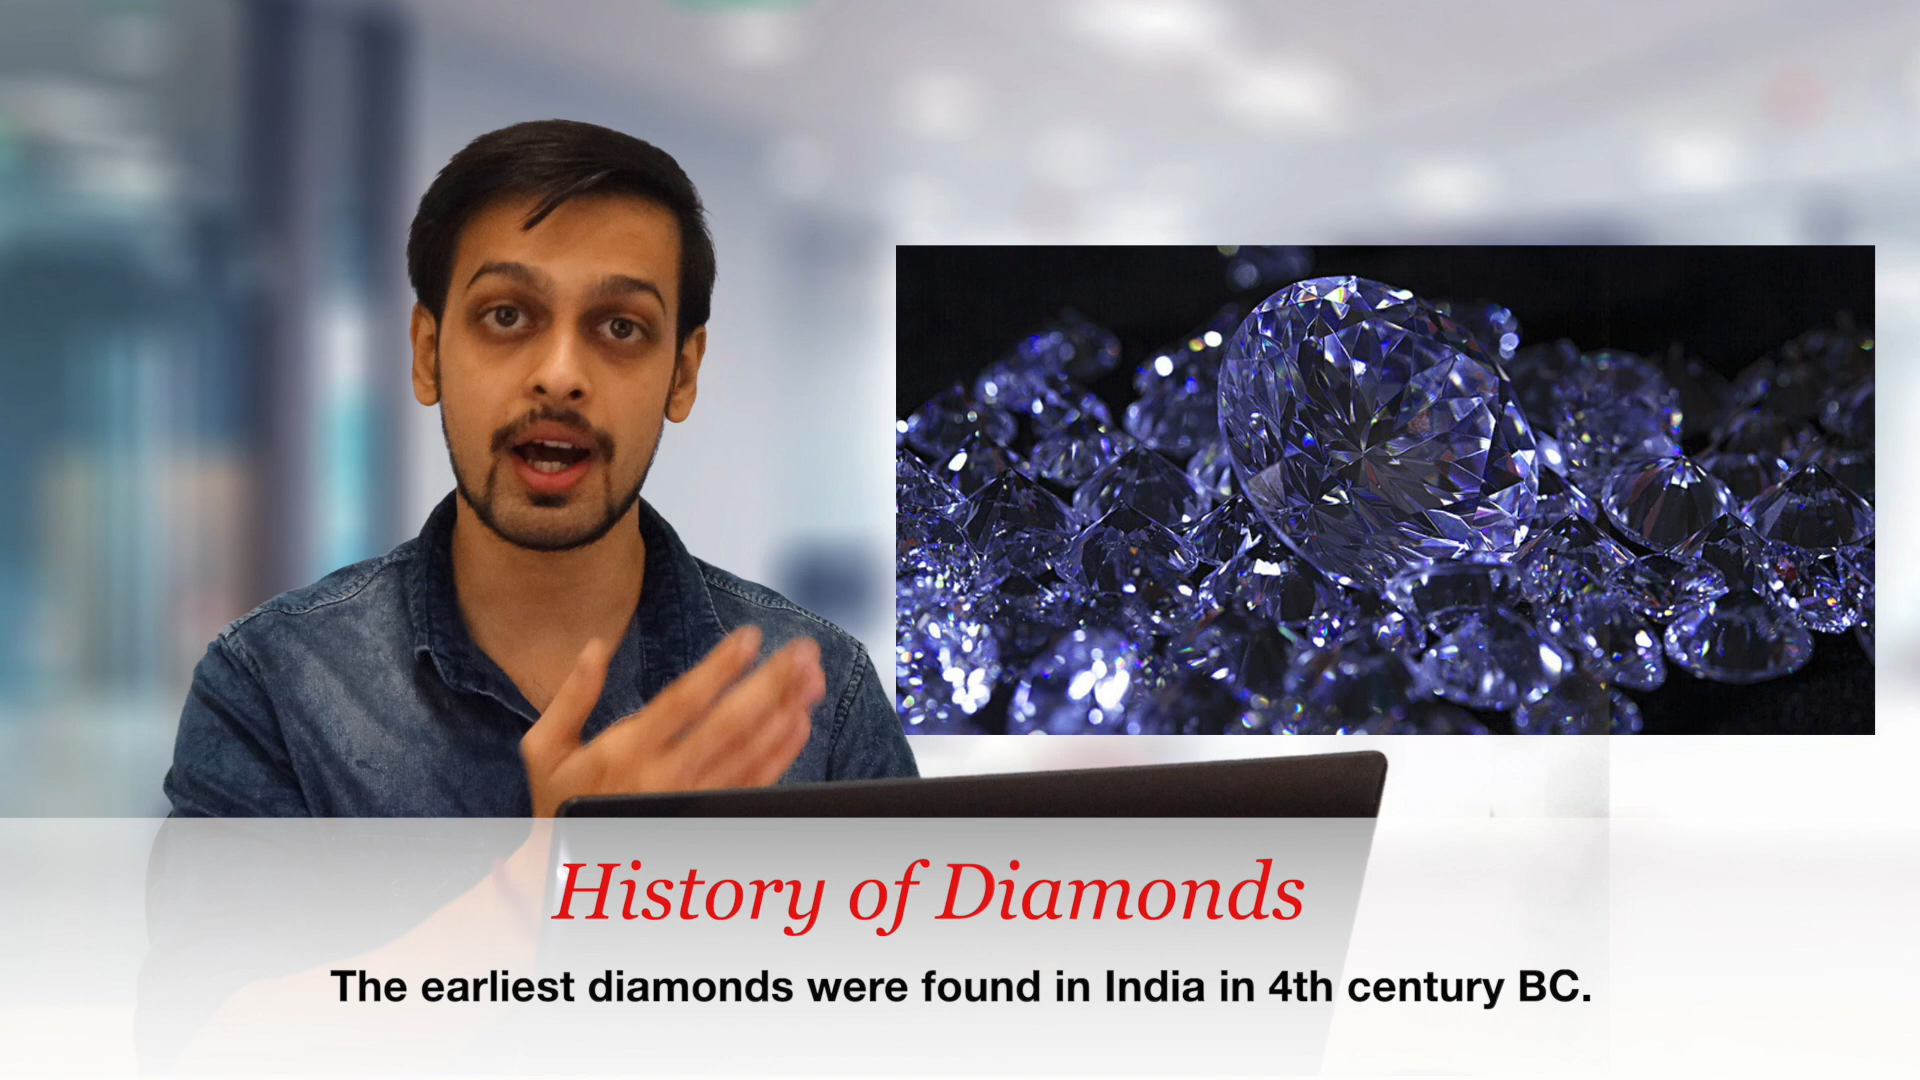 History of Diamonds
The earliest diamonds were found in India in 4th century BC.